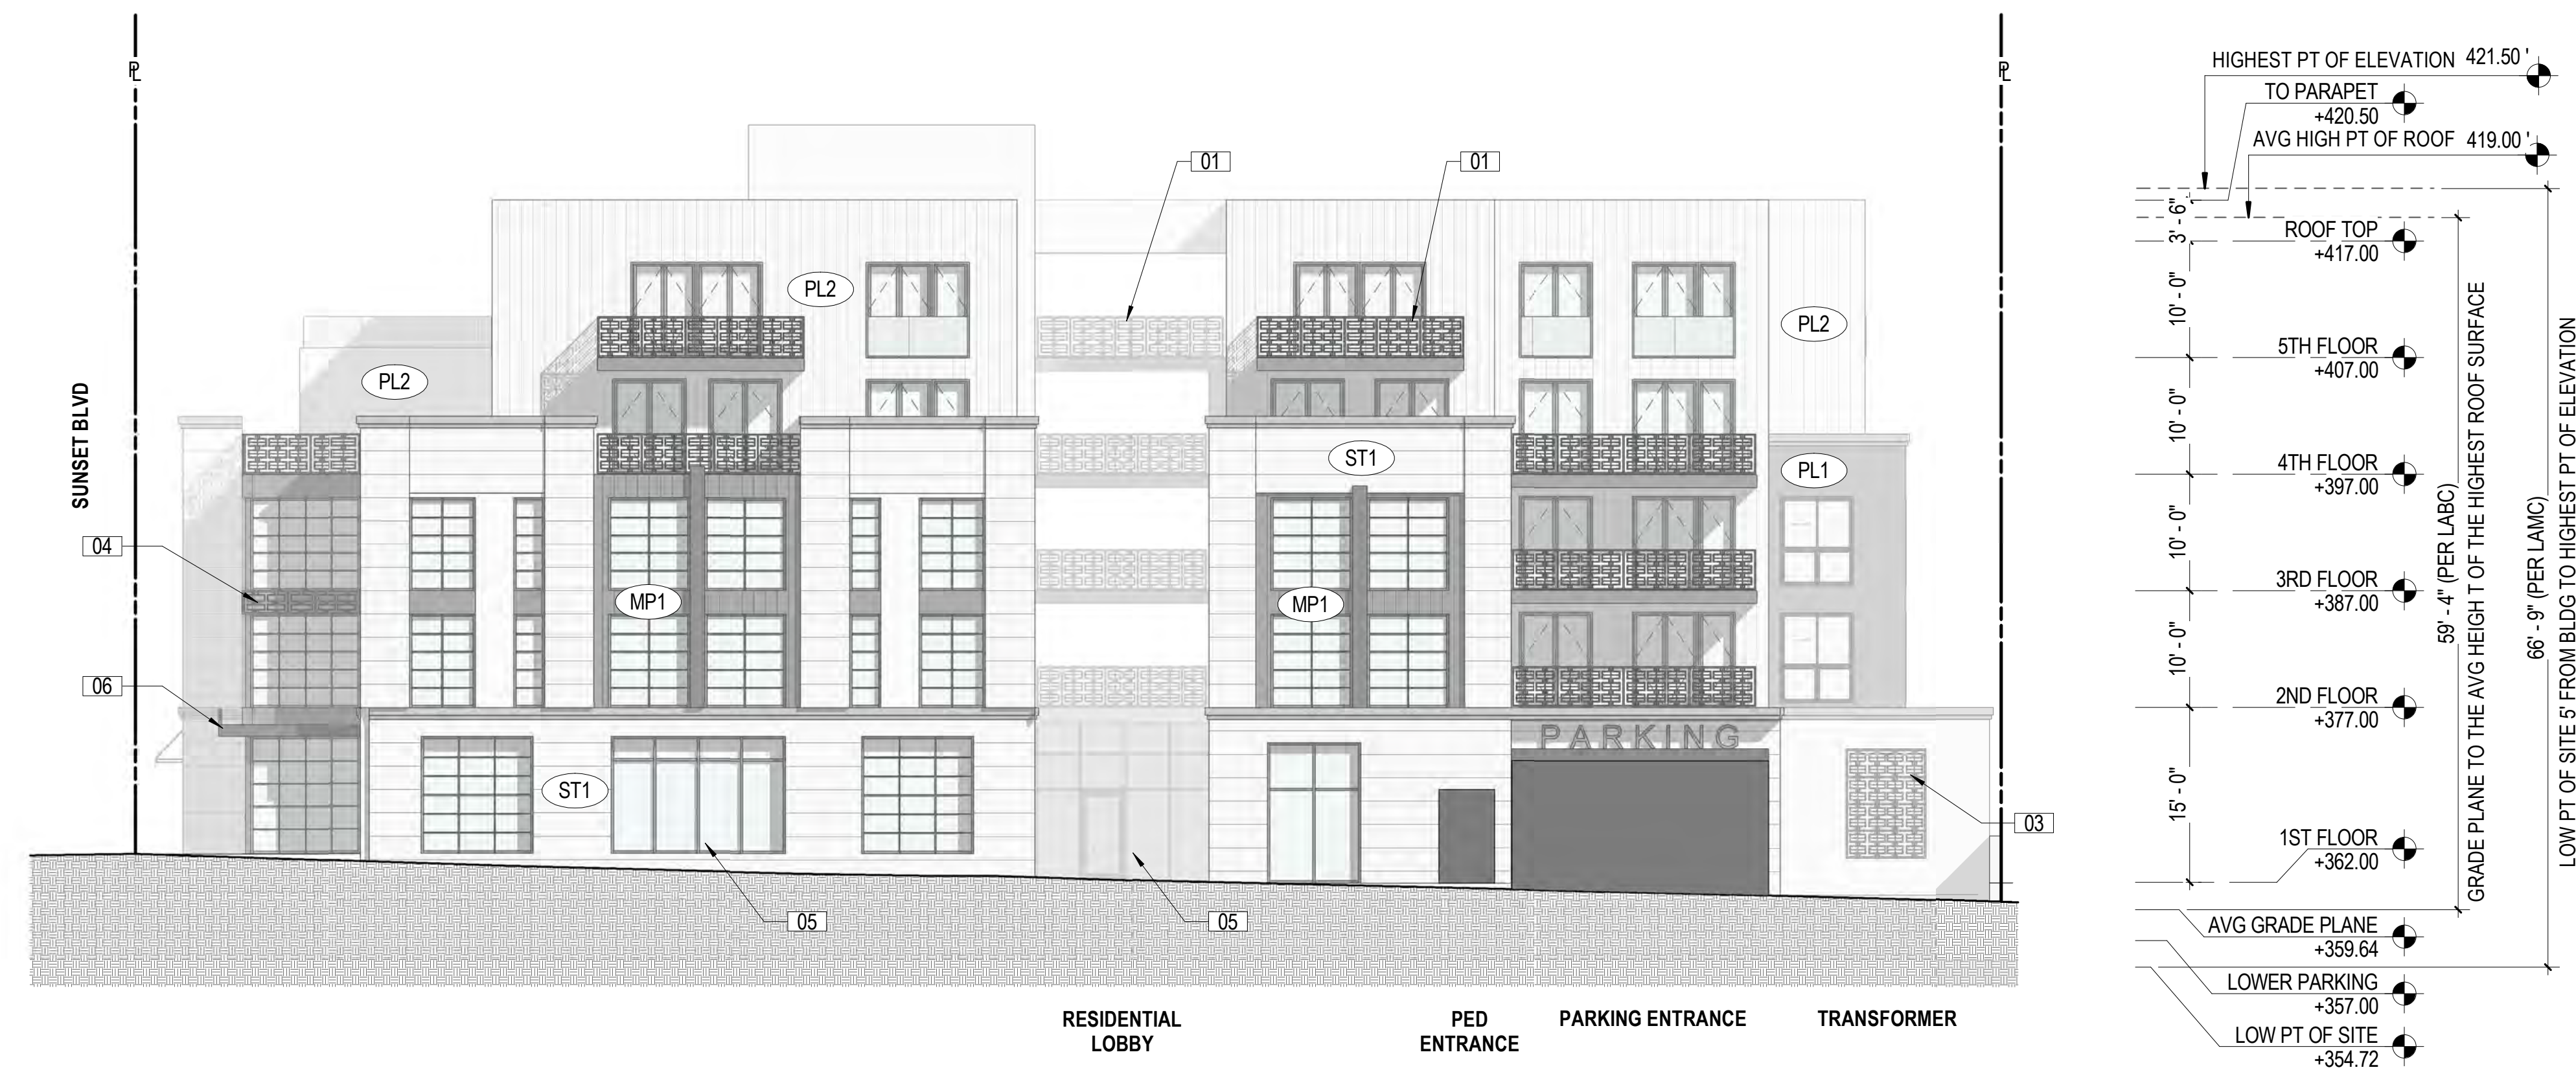 PL
PL
HIGHEST PT OF ELEVATION 421.50 '
TO PARAPET
+420.50
AVG HIGH PT OF ROOF 419.00 '
01
01
3' - 6"
ROOF TOP
+417.00
PL2
PL2
PL2
10' - 0"
5TH FLOOR
+407.00
SUNSET BLVD
10' - 0"
ST1
PL1
4TH FLOOR
+397.00
04
10' - 0"
MP1
MP1
3RD FLOOR
+387.00
10' - 0"
06
2ND FLOOR
+377.00
PARKING
ST1
15' - 0"
03
1ST FLOOR
+362.00
59' - 4" (PER LABC)
GRADE PLANE TO THE AVG HEIGHT OF THE HIGHEST ROOF SURFACE
66' - 9" (PER LAMC)
LOW PT OF SITE 5' FROM BLDG TO HIGHEST PT OF ELEVATION
05
05
AVG GRADE PLANE
+359.64
LOWER PARKING
+357.00
LOW PT OF SITE
+354.72
RESIDENTIAL
LOBBY
PED
ENTRANCE
PARKING ENTRANCE
TRANSFORMER